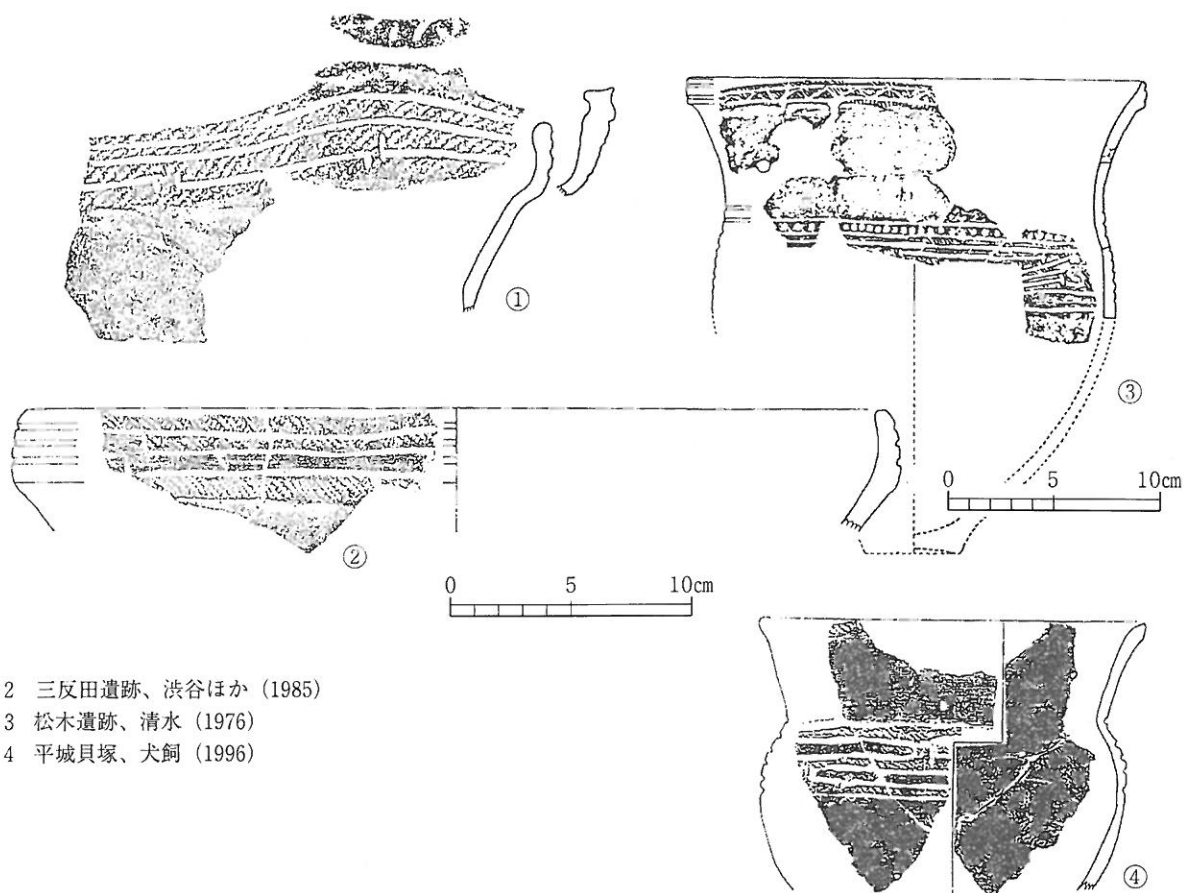 ①
③
0 5 10cm
②
0 5 10cm
2 三反田遺跡、渋谷ほか (1985)
3 松木遺跡、清水 (1976)
4 平城貝塚、犬飼 (1996)
④